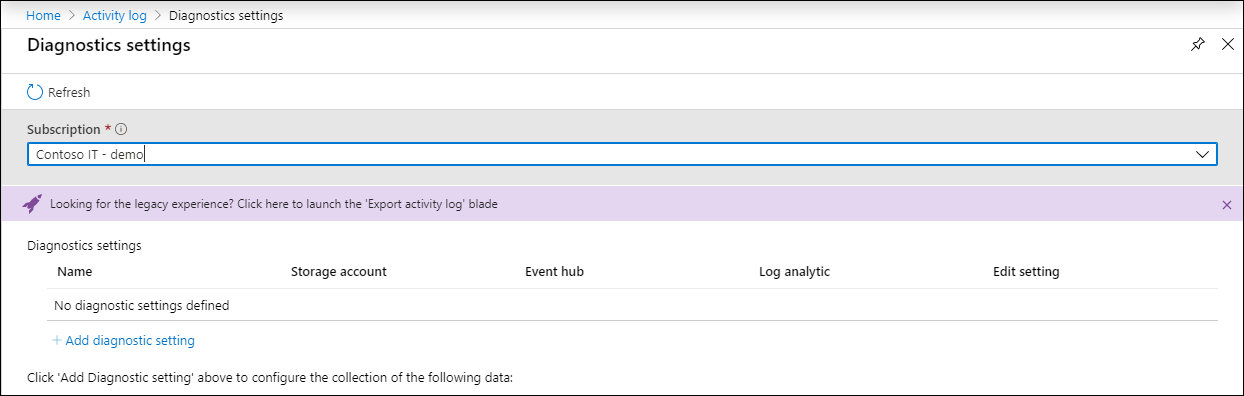 Home > Activity log > Diagnostics settings
Diagnostics settings
Refresh
Subscription *
Contoso IT - demo
Looking for the legacy experience? Click here to launch the 'Export activity log' blade
Diagnostics settings
Name Storage account Event hub Log analytic Edit setting
No diagnostic settings defined
+ Add diagnostic setting
Click 'Add Diagnostic setting' above to configure the collection of the following data: